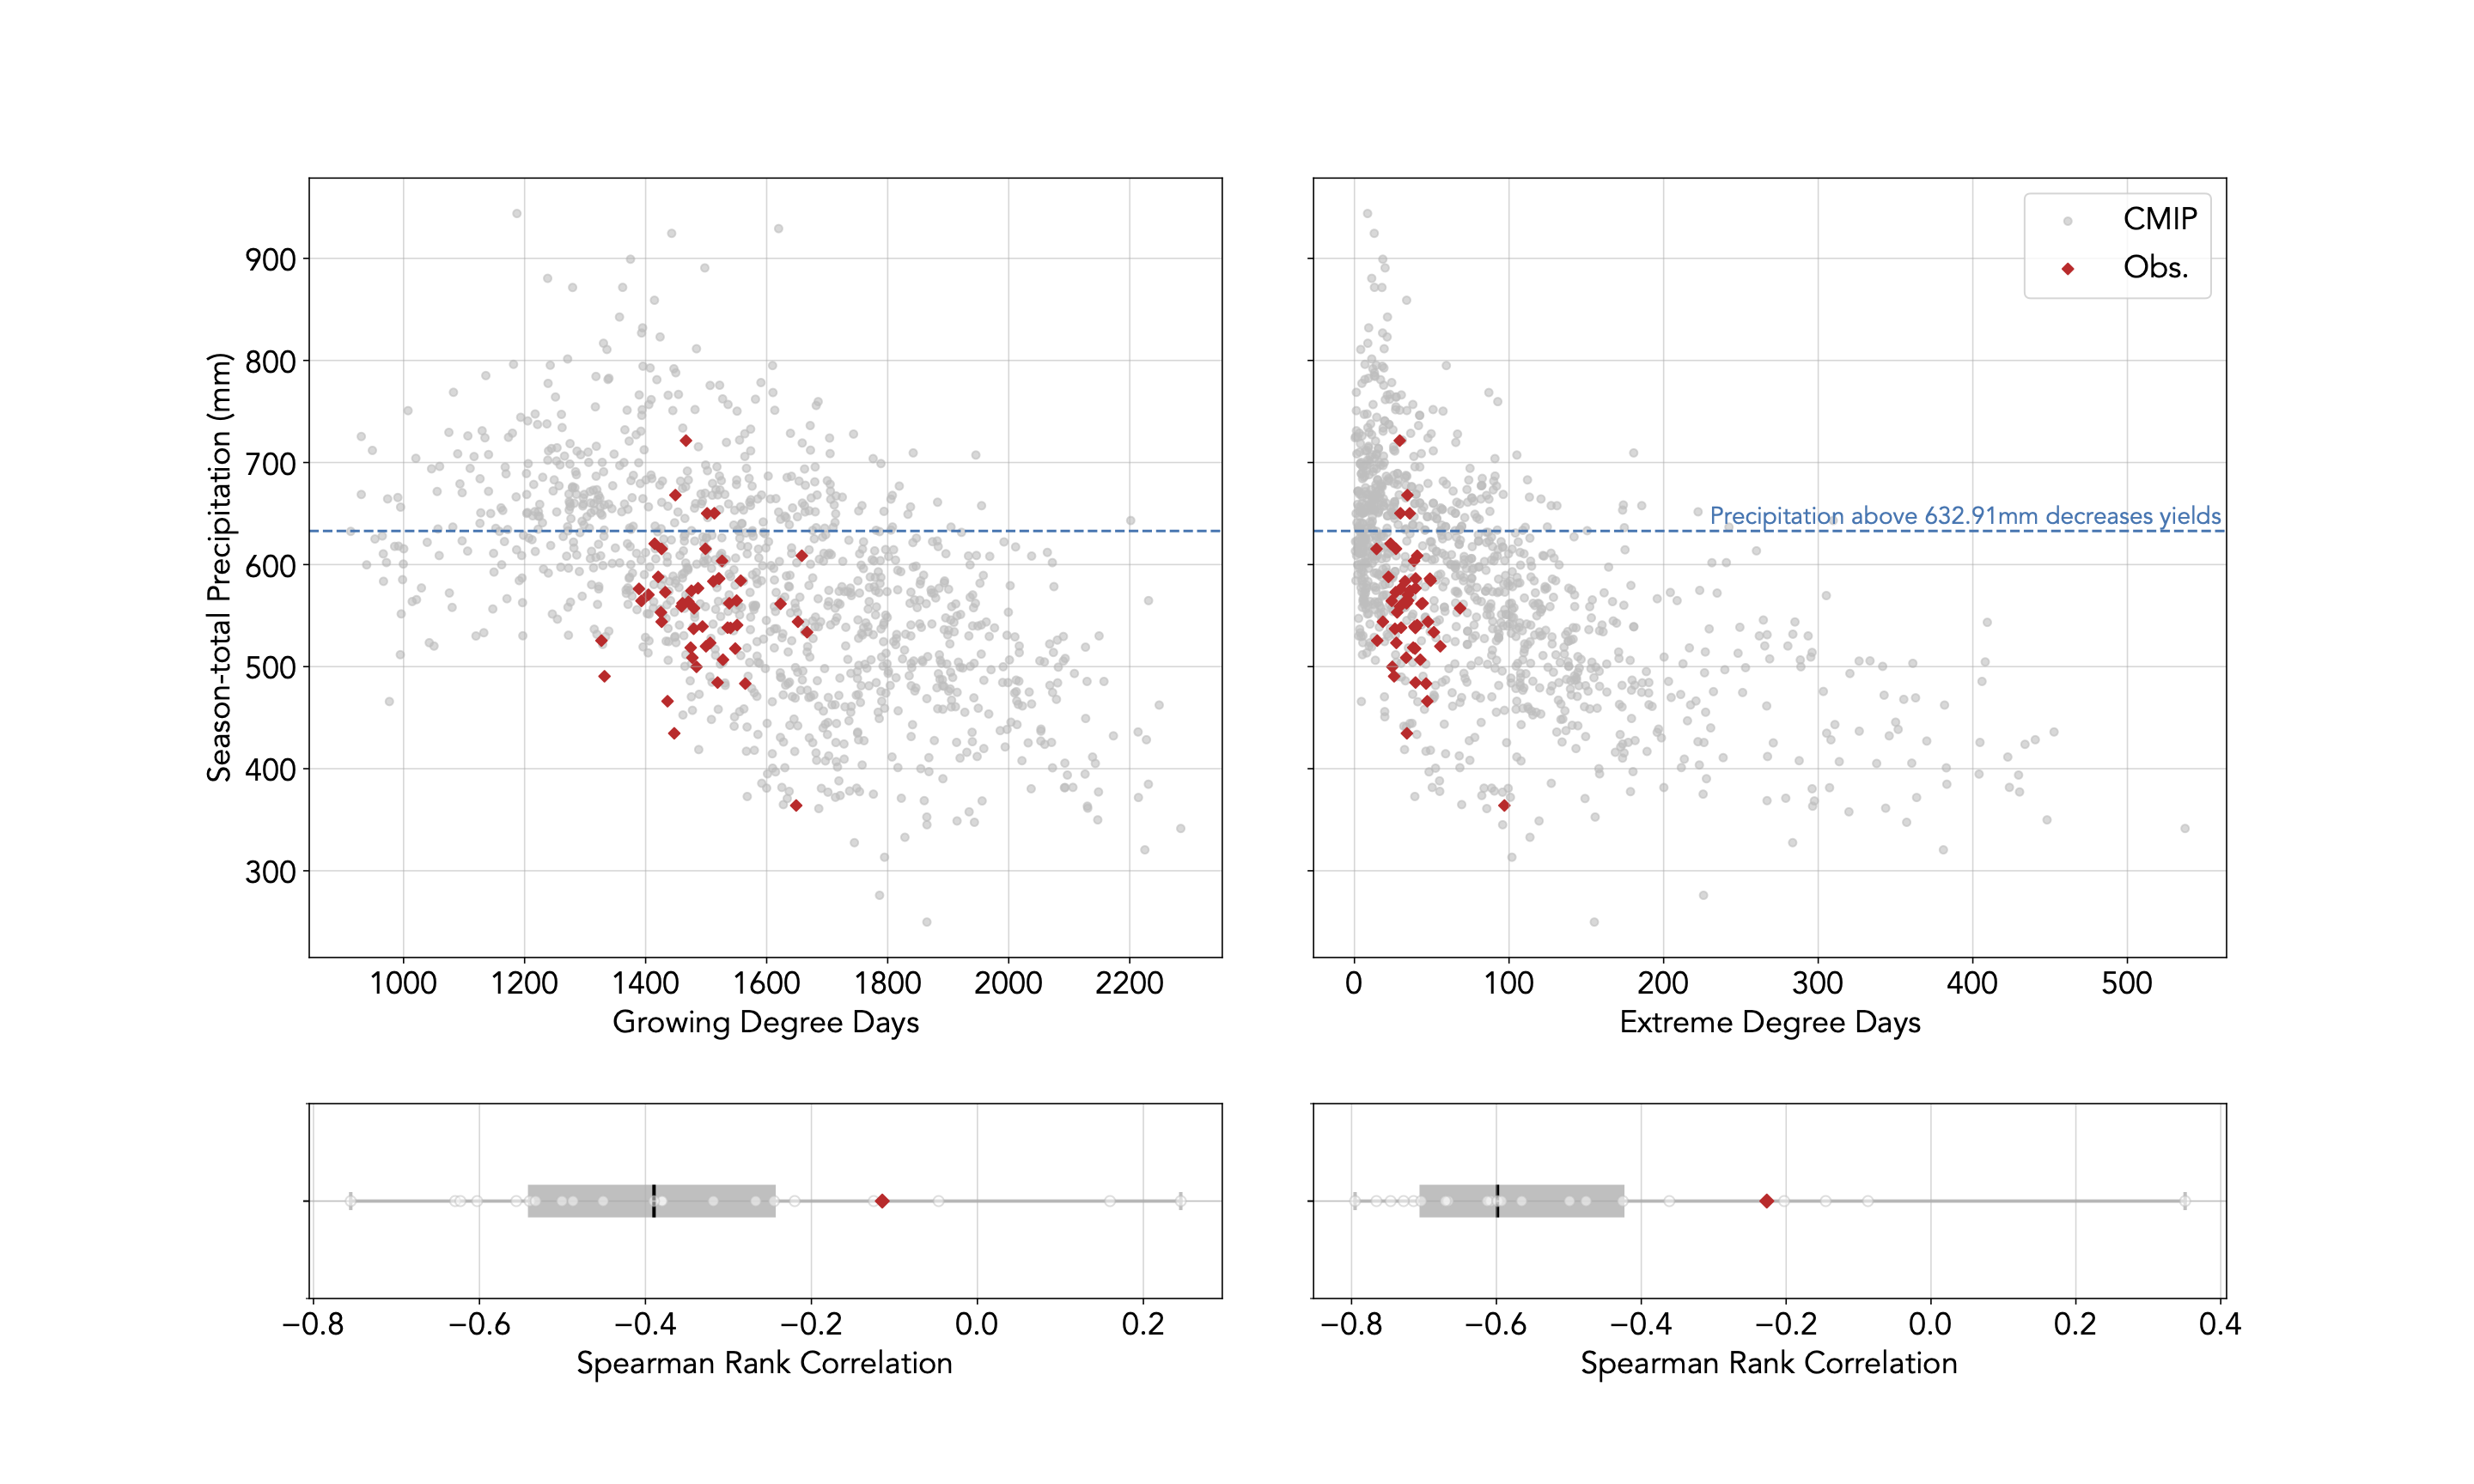 CMIP
Obs.
Precipitation above 632.91mm decreases yields
Season-total Precipitation (mm)
900
800
700
600
500
400
300
1000 1200 1400 1600 1800 2000 2200
Growing Degree Days
0 100 200 300 400 500
Extreme Degree Days
−0.8 −0.6 −0.4 −0.2 0.0 0.2
Spearman Rank Correlation
−0.8 −0.6 −0.4 −0.2 0.0 0.2 0.4
Spearman Rank Correlation